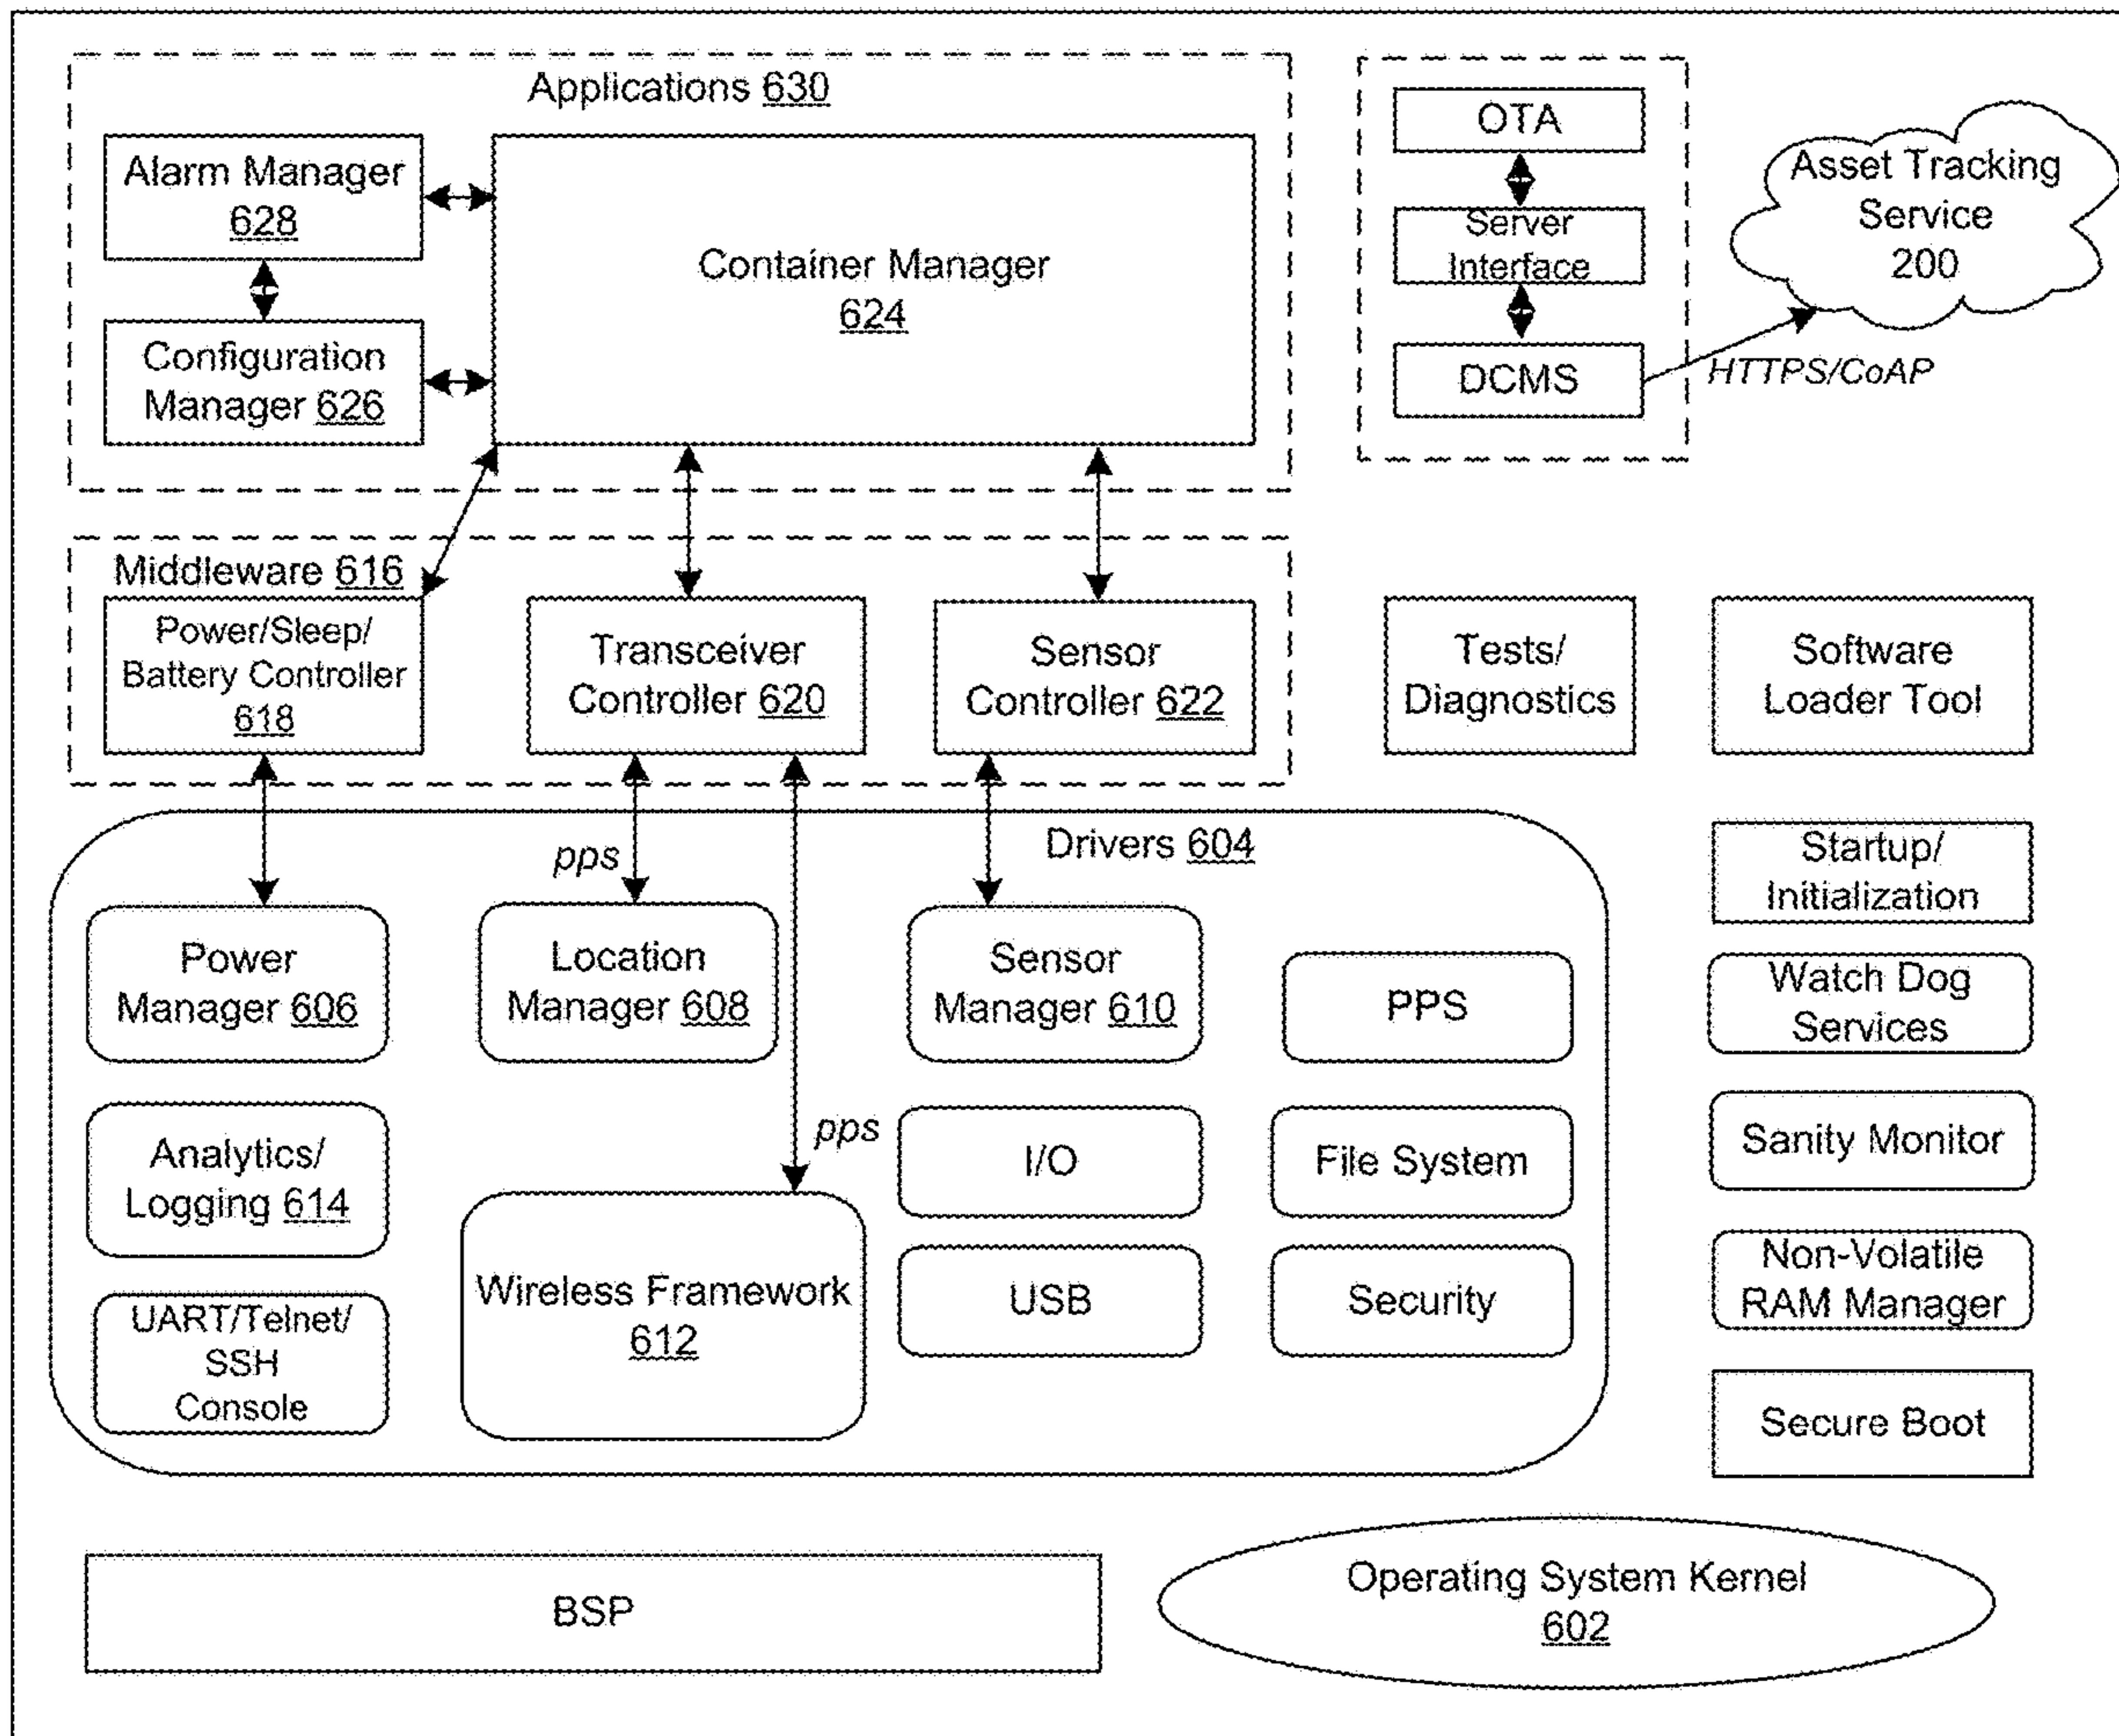 Applications 630
Alarm Manager
628
Container Manager
624
Configuration
Manager 626
OTA
Server
Interface
DCMS
HTTPS/CoAP
Asset Tracking
Service
200
Middleware 616
Power/Sleep/
Battery Controller
618
Transceiver
Controller 620
Sensor
Controller 622
Tests/
Diagnostics
Software
Loader Tool
Drivers 604
pps
Power
Manager 606
Location
Manager 608
Sensor
Manager 610
PPS
Analytics/
Logging 614
pps
I/O
File System
UART/Telnet/
SSH
Console
Wireless Framework
612
USB
Security
Startup/
Initialization
Watch Dog
Services
Sanity Monitor
Non-Volatile
RAM Manager
Secure Boot
BSP
Operating System Kernel
602